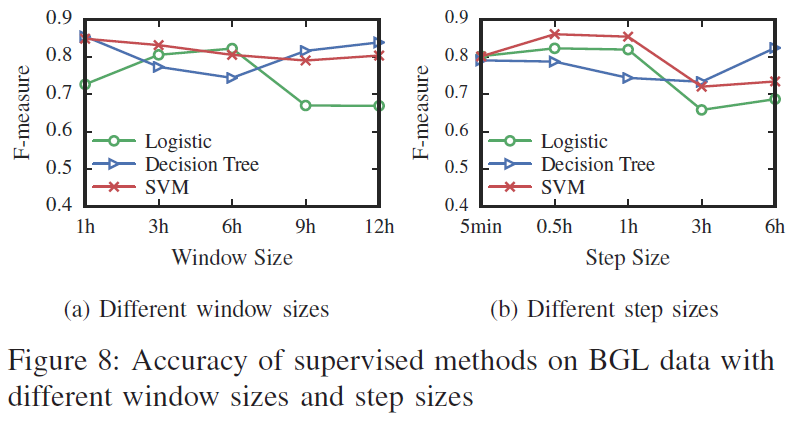 0.9
0.8
0.7
0.6
0.5
0.4
F-measure
Logistic
Decision Tree
SVM
1h 3h 6h 9h 12h
Window Size
(a) Different window sizes
0.9
0.8
0.7
0.6
0.5
0.4
F-measure
Logistic
Decision Tree
SVM
5min 0.5h 1h 3h 6h
Step Size
(b) Different step sizes
Figure 8: Accuracy of supervised methods on BGL data with
different window sizes and step sizes